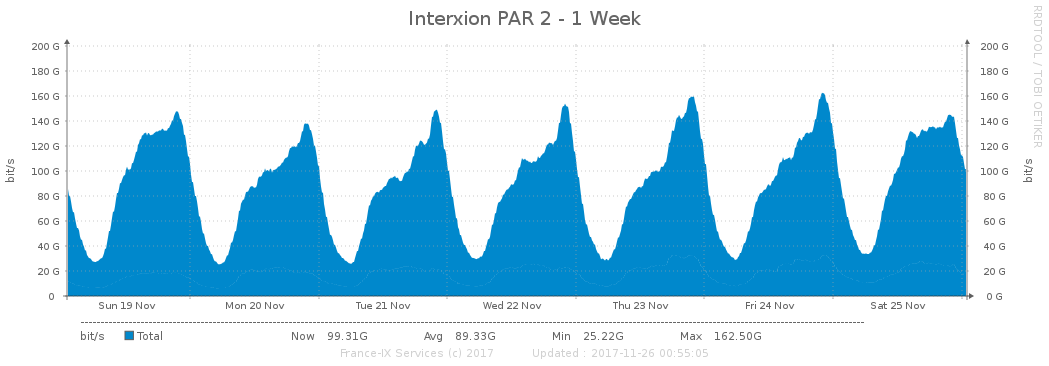 Interxion PAR 2 - 1 Week
RRDTOOL / TOBI OETIKER
200 G 200 G
180 G 180 G
160 G 160 G
140 G 140 G
120 G 120 G
100 G 100 G
80 G 80 G
60 G 60 G
40 G 40 G
20 G 20 G
0 0 G
bit/s
bit/s
Sun 19 Nov Mon 20 Nov Tue 21 Nov Wed 22 Nov Thu 23 Nov Fri 24 Nov Sat 25 Nov
bit/s Total Now 99.31G Avg 89.33G Min 25.22G Max 162.50G
France-IX Services (c) 2017 Updated : 2017-11-26 00:55:05